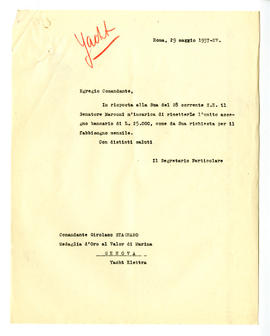 Yacht
Roma, 29 maggio 1937-XV.
Egregio Comandante,
In risposta alla Sua del 28 corrente S.E. il
Senatore Marconi m'incarica di rimetterLe l'unito asse-
gno bancario di L. 25.000, come da Sua richiesta per il
fabbisogno mensile.
Con distinti saluti
Il Segretario Particolare
Comandante Girolamo STAGNARO
Medaglia d'Oro al Valor di Marina
GENOVA
Yacht Elettra